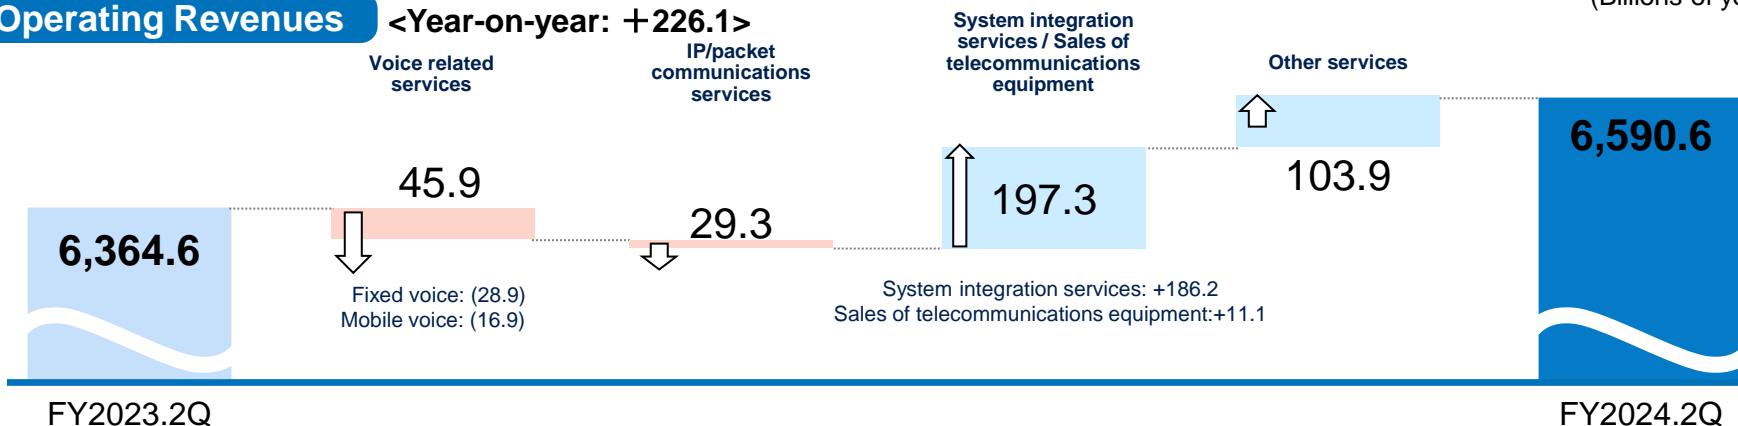 Operating Revenues
<Year-on-year: ＋226.1>
(Billions of
Voice related
services
IP/packet
communications
services
System integration
services / Sales of
telecommunications
equipment
Other services
6,364.6
45.9
29.3
197.3
103.9
6,590.6
Fixed voice: (28.9)
Mobile voice: (16.9)
System integration services: +186.2
Sales of telecommunications equipment:+11.1
FY2023.2Q
FY2024.2Q